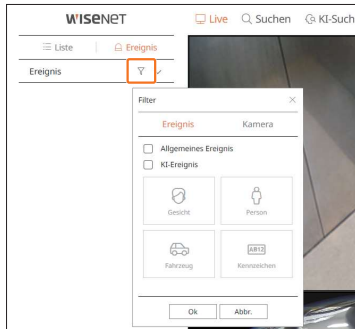 WISENET
Live
Suchen
KI-Such
Liste
Ereignis
Ereignis
Filter
Ereignis
Kamera
Allgemeines Ereignis
KI-Ereignis
Gesicht
Person
Fahrzeug
AB12
Kennzeichen
Ok
Abbr.